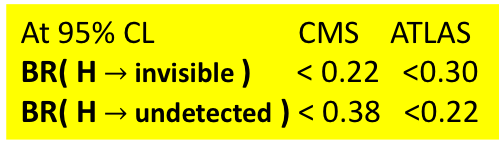 At 95% CL CMS ATLAS
BR( H → invisible ) < 0.22 <0.30
BR( H → undetected ) < 0.38 <0.22